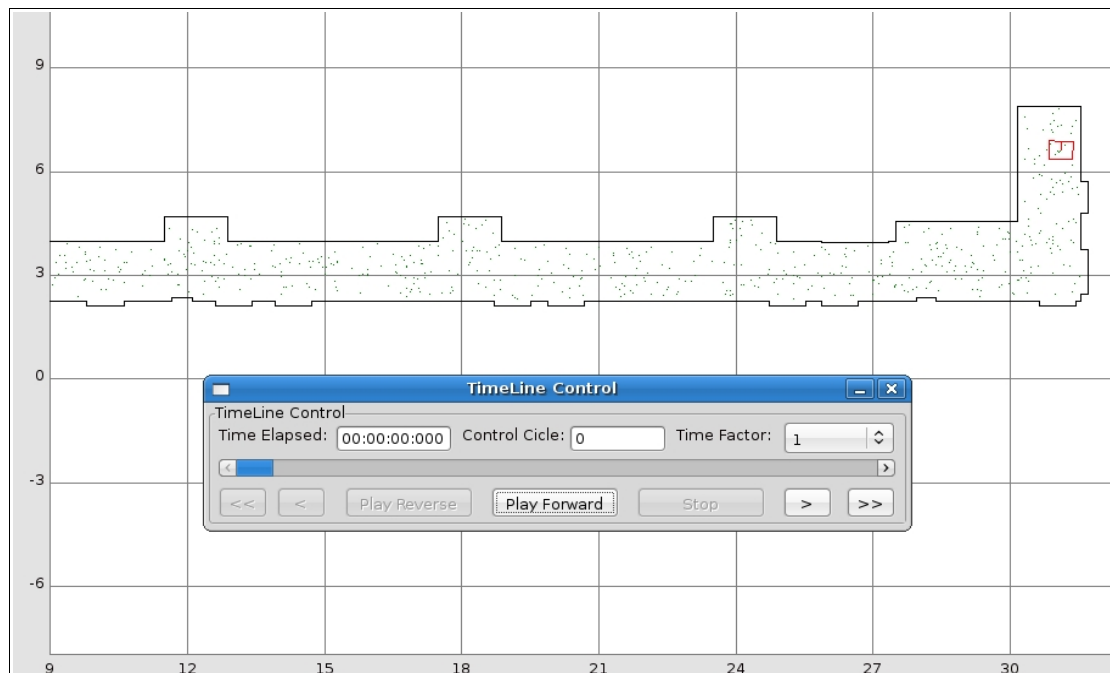 9
6
3
0
TimeLine Control
TimeLine Control
Time Elapsed: 00:00:00:000 Control Cicle: 0 Time Factor: 1
<< < Play Reverse Play Forward Stop > >>
-3
-6
9 12 15 18 21 24 27 30